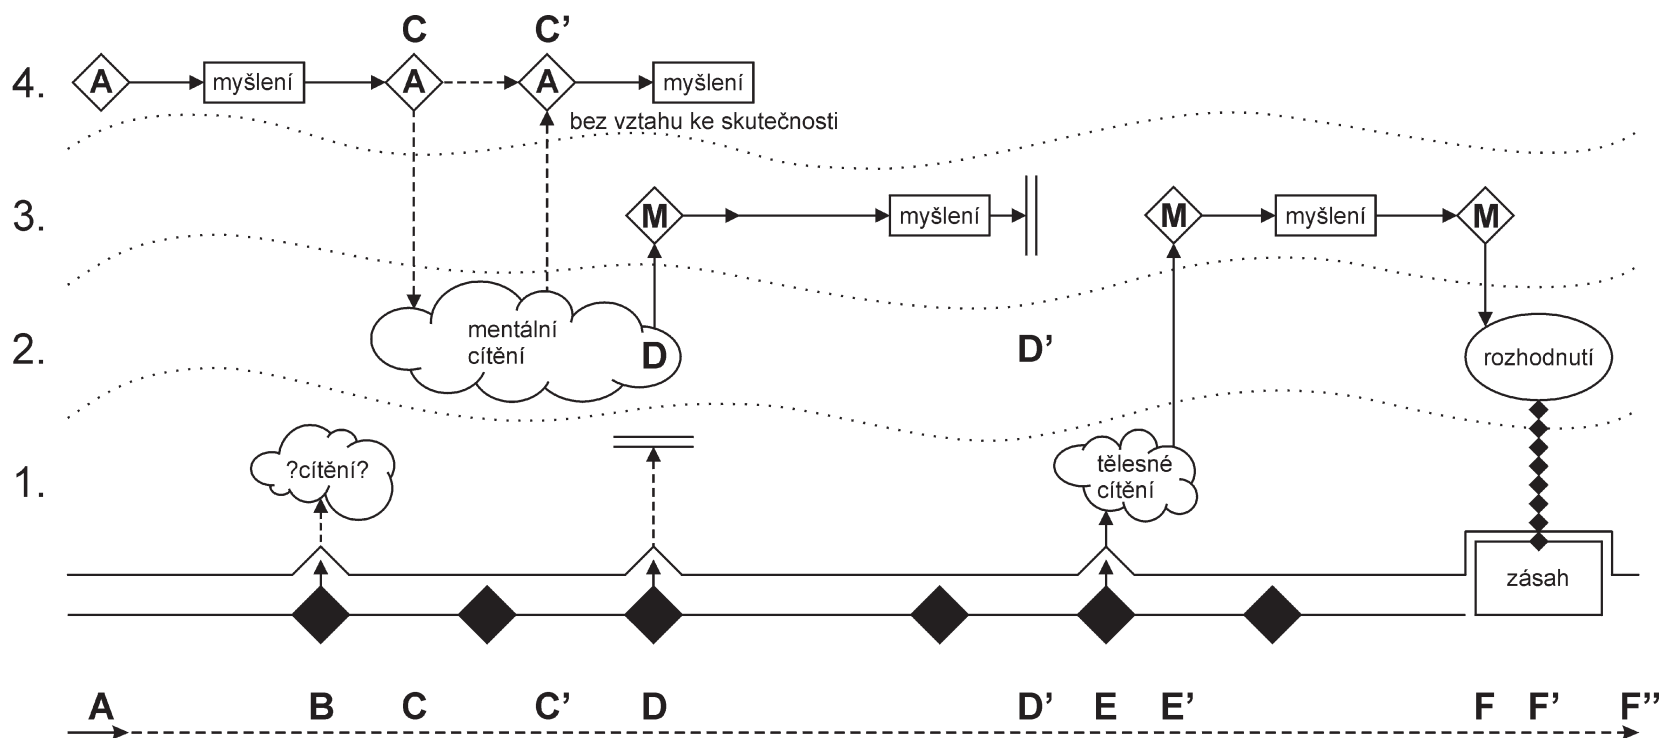 C C’
4. A myšlení A A myšlení
bez vztahu ke skutečnosti
3. M myšlení M myšlení M
2. mentální
cítění
D D’ rozhodnutí
1. ?cítění? tělesné
cítění
zásah
A B C C’ D D’ E E’ F F’ F’’